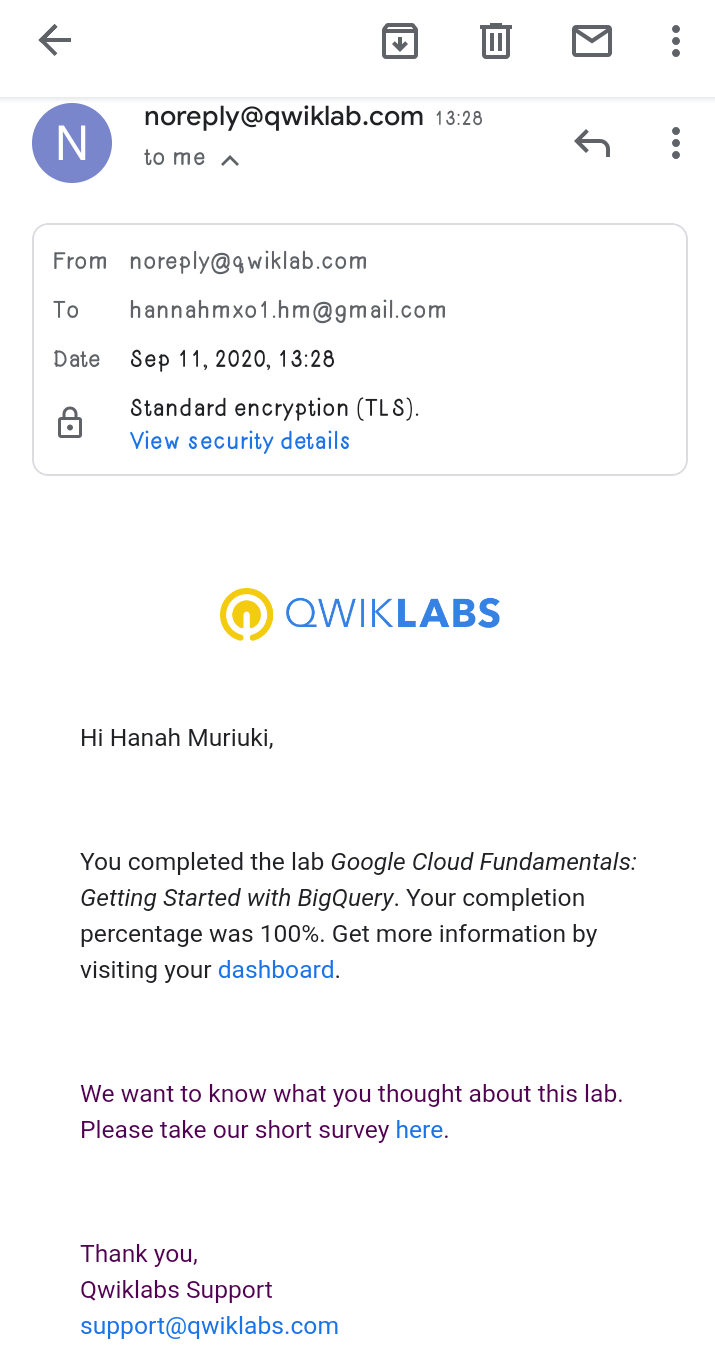 noreply@qwiklab.com 13:28
N
to me
From noreply@qwiklab.com
To hannahmxo1.hm@gmail.com
Date Sep 11, 2020, 13:28
Standard encryption (TLS).
View security details
QWIKLABS
Hi Hanah Muriuki,
You completed the lab Google Cloud Fundamentals:
Getting Started with BigQuery. Your completion
percentage was 100%. Get more information by
visiting your dashboard.
We want to know what you thought about this lab.
Please take our short survey here.
Thank you,
Qwiklabs Support
support@qwiklabs.com